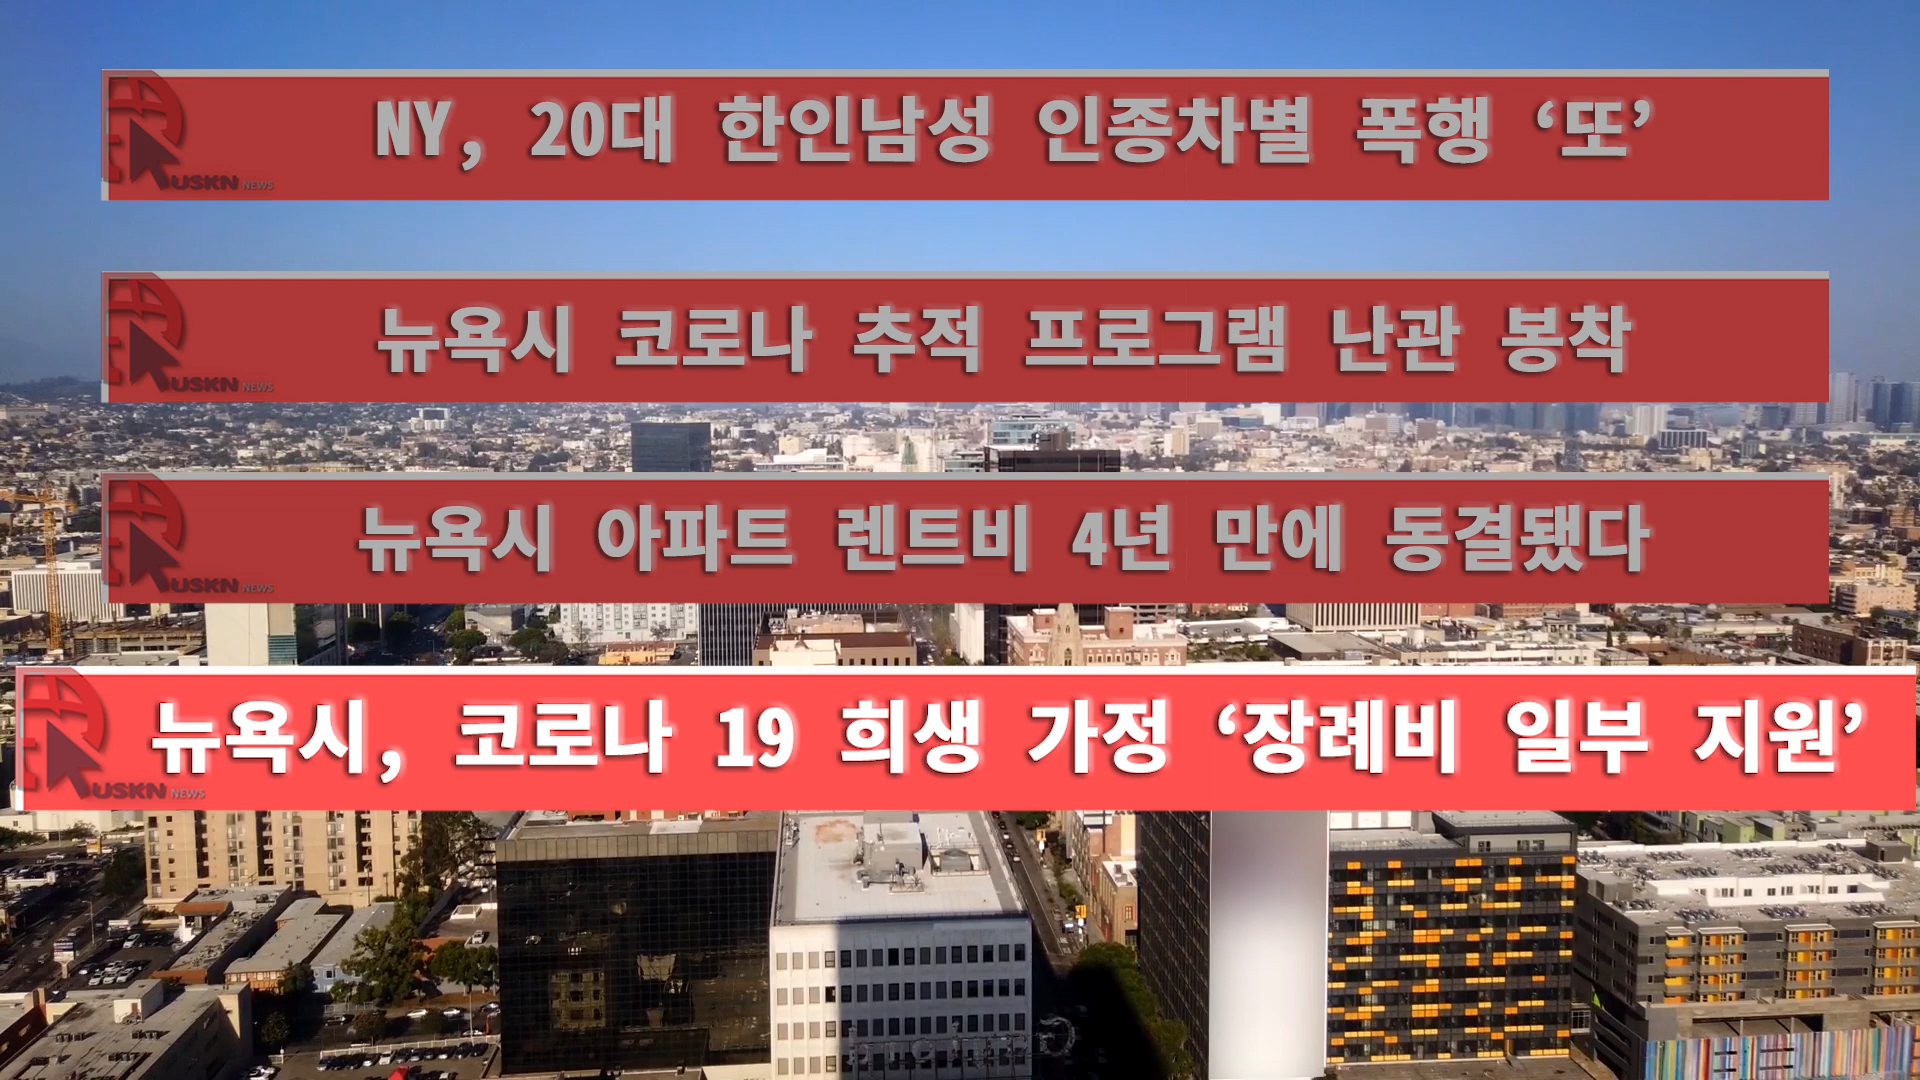 NY, 20대 한인남성 인종차별 폭행 ‘또’
USKN NEWS
뉴욕시 코로나 추적 프로그램 난관 봉착
USKN NEWS
뉴욕시 아파트 렌트비 4년 만에 동결됐다
USKN NEWS
뉴욕시, 코로나 19 희생 가정 ‘장례비 일부 지원’
USKN NEWS